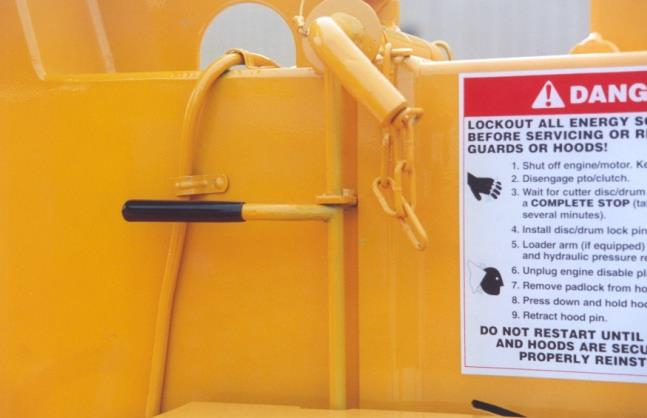 DANG
LOCKOUT ALL ENERGY SO
BEFORE SERVICING OR R
GUARDS OR HOODS!
1. Shut off engine/motor. Ke
2. Disengage pto/clutch.
3. Wait for cutter disc/drum
a COMPLETE STOP (ta
several minutes).
4. Install disc/drum lock pin
5. Loader arm (if equipped)
and hydraulic pressure re
6. Unplug engine disable pl
7. Remove padlock from ho
8. Press down and hold hoo
9. Retract hood pin.
DO NOT RESTART UNTIL
AND HOODS ARE SECU
PROPERLY REINST